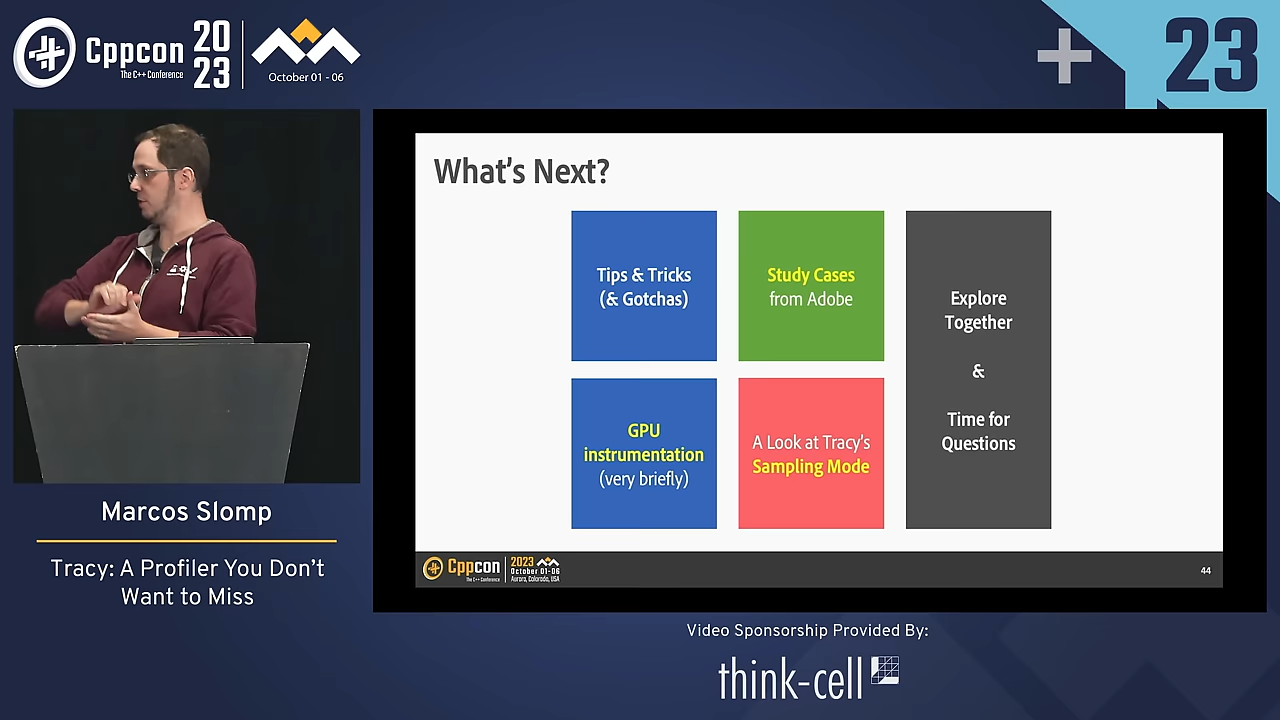 Cppcon
The C++ Conference
20
23
October 01 - 06
23
What's Next?
Tips & Tricks
(& Gotchas)
Study Cases
from Adobe
GPU
instrumentation
(very briefly)
A Look at Tracy's
Sampling Mode
Explore
Together
&
Time for
Questions
Cppcon
The C++ Conference
2023
October 01-06
Aurora, Colorado, USA
44
Marcos Slomp
Tracy: A Profiler You Don't
Want to Miss
Video Sponsorship Provided By:
think-cell